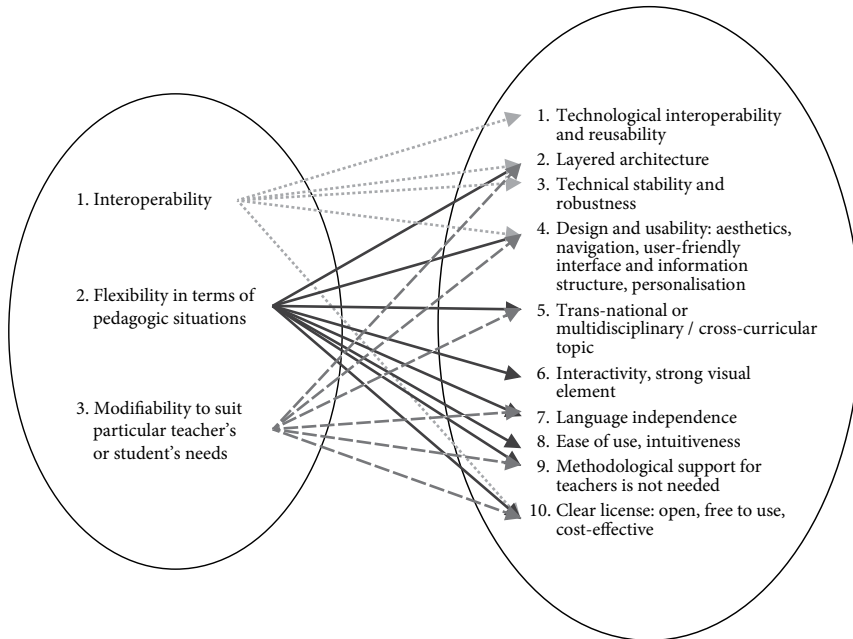 1. Interoperability
2. Flexibility in terms of
pedagogic situations
3. Modifiability to suit
particular teacher's
or student's needs
1. Technological interoperability
and reusability
2. Layered architecture
3. Technical stability and
robustness
4. Design and usability: aesthetics,
navigation, user-friendly
interface and information
structure, personalisation
5. Trans-national or
multidisciplinary / cross-curricular
topic
6. Interactivity, strong visual
element
7. Language independence
8. Ease of use, intuitiveness
9. Methodological support for
teachers is not needed
10. Clear license: open, free to use,
cost-effective